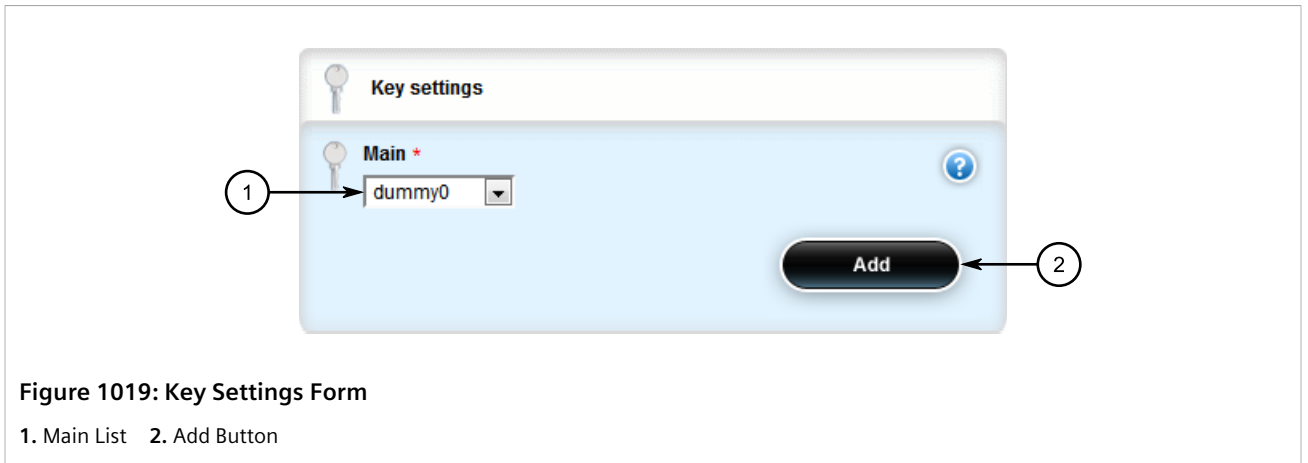 Key settings
Main *
1
dummy0
?
Add
2
Figure 1019: Key Settings Form
1. Main List 2. Add Button